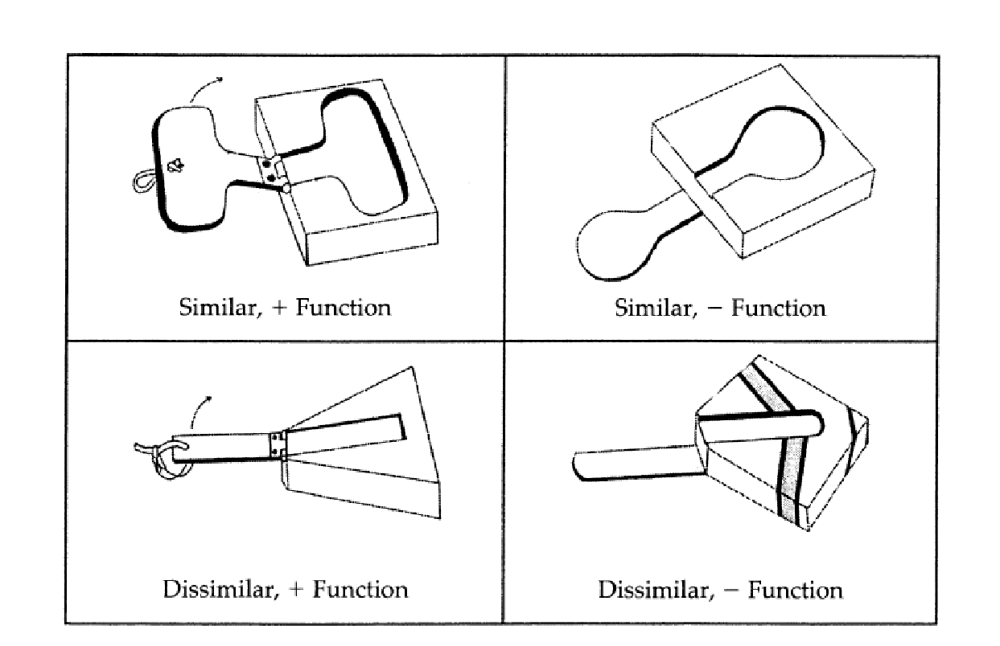 Similar, + Function
Similar, − Function
Dissimilar, + Function
Dissimilar, − Function